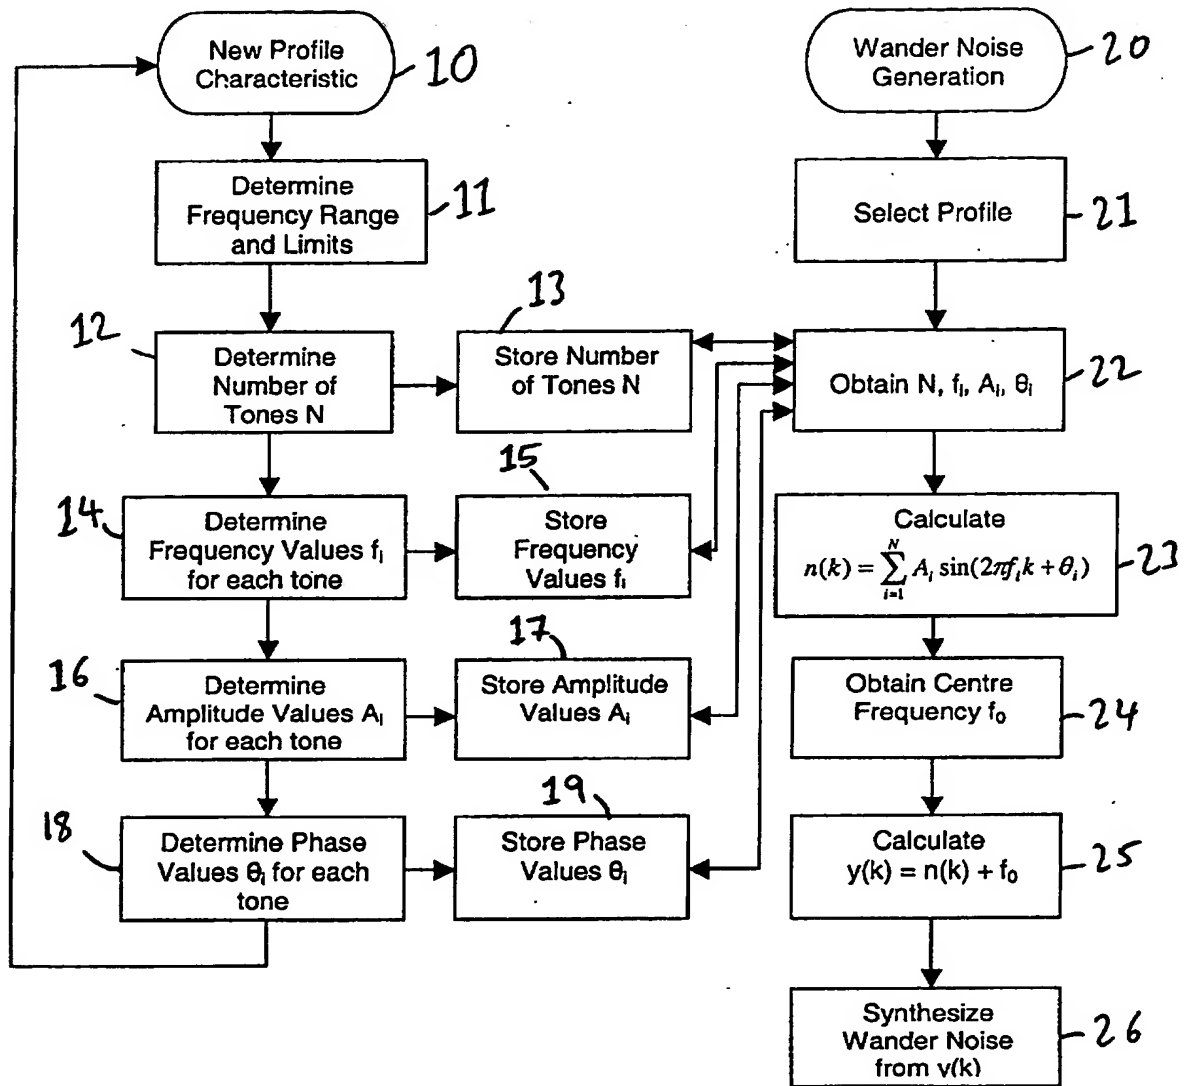 New Profile
Characteristic
10
Determine
Frequency Range
and Limits
11
12
Determine
Number of
Tones N
13
Store Number
of Tones N
14
Determine
Frequency Values fᵢ
for each tone
15
Store
Frequency
Values fᵢ
16
Determine
Amplitude Values Aᵢ
for each tone
17
Store Amplitude
Values Aᵢ
18
Determine Phase
Values θᵢ for each
tone
19
Store Phase
Values θᵢ
Wander Noise
Generation
20
Select Profile
21
Obtain N, fᵢ, Aᵢ, θᵢ
22
Calculate
n(k) = ∑ᵢ₌₁ᴺ Aᵢ sin(2πfᵢk + θᵢ)
23
Obtain Centre
Frequency f₀
24
Calculate
y(k) = n(k) + f₀
25
Synthesize
Wander Noise
from y(k)
26